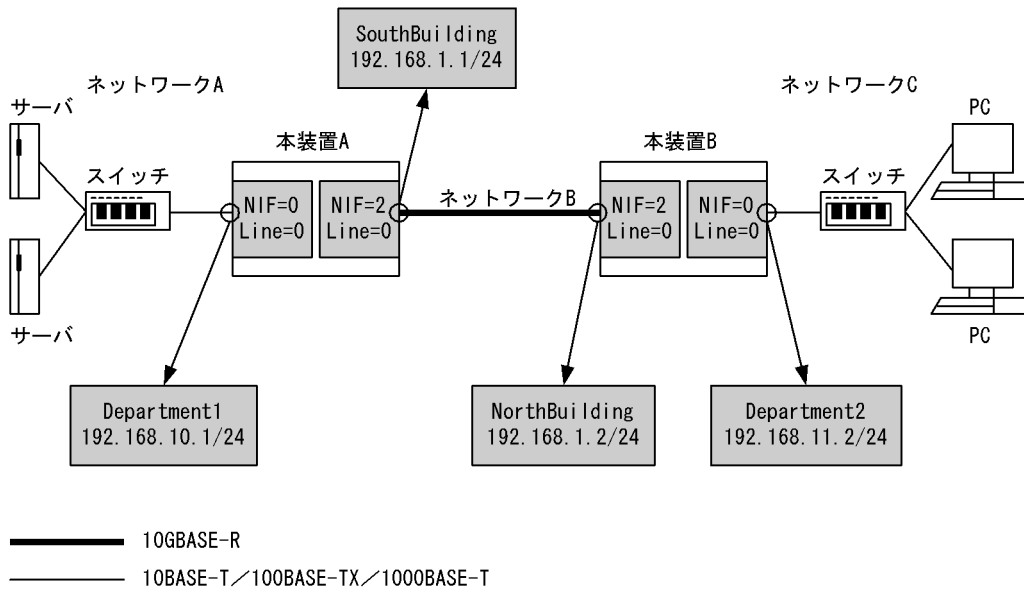 SouthBuilding
192.168.1.1/24
ネットワークA
ネットワークC
サーバ
PC
本装置A
本装置B
スイッチ
スイッチ
NIF=0
Line=0
NIF=2
Line=0
ネットワークB
NIF=2
Line=0
NIF=0
Line=0
サーバ
PC
Department1
192.168.10.1/24
NorthBuilding
192.168.1.2/24
Department2
192.168.11.2/24
10GBASE-R
10BASE-T/100BASE-TX/1000BASE-T